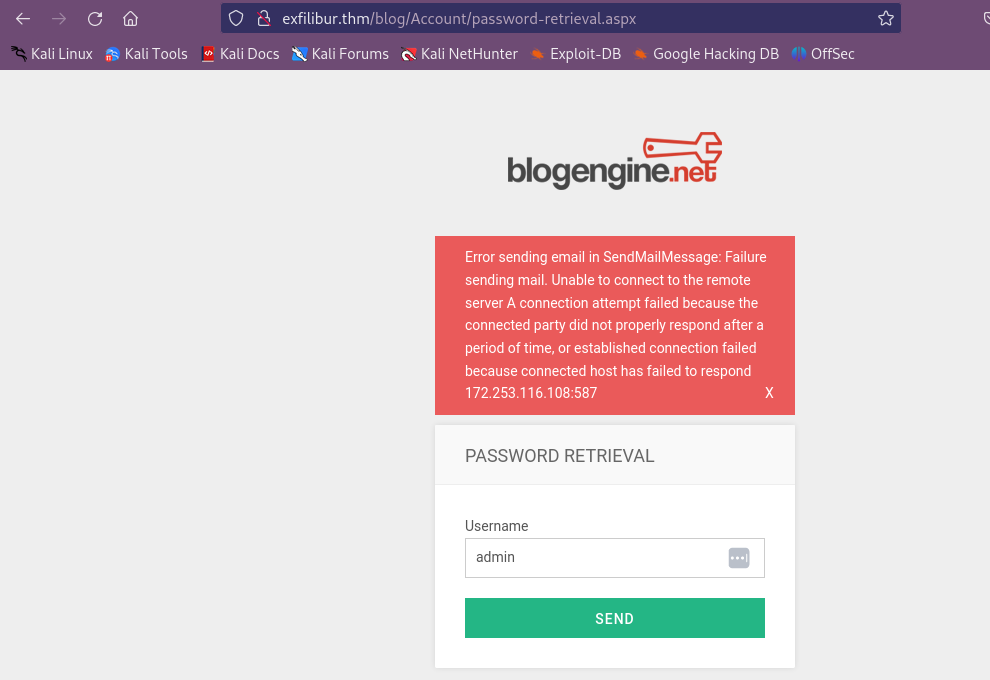 exfilibur.thm/blog/Account/password-retrieval.aspx
Kali Linux Kali Tools Kali Docs Kali Forums Kali NetHunter Exploit-DB Google Hacking DB OffSec
blogengine.net
Error sending email in SendMailMessage: Failure
sending mail. Unable to connect to the remote
server A connection attempt failed because the
connected party did not properly respond after a
period of time, or established connection failed
because connected host has failed to respond
172.253.116.108:587 X
PASSWORD RETRIEVAL
Username
admin
SEND